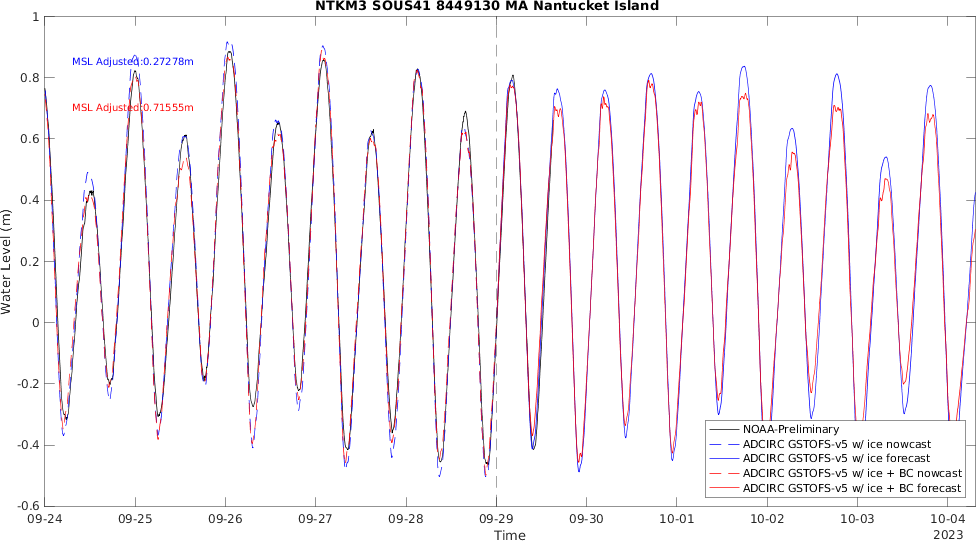 NTKM3 SOUS41 8449130 MA Nantucket Island
1
0.8
0.6
0.4
0.2
0
-0.2
-0.4
-0.6
Water Level (m)
MSL Adjusted:0.27278m
MSL Adjusted:0.71555m
NOAA-Preliminary
ADCIRC GSTOFS-v5 w/ ice nowcast
ADCIRC GSTOFS-v5 w/ ice forecast
ADCIRC GSTOFS-v5 w/ ice + BC nowcast
ADCIRC GSTOFS-v5 w/ ice + BC forecast
09-24 09-25 09-26 09-27 09-28 09-29 09-30 10-01 10-02 10-03 10-04
Time 2023